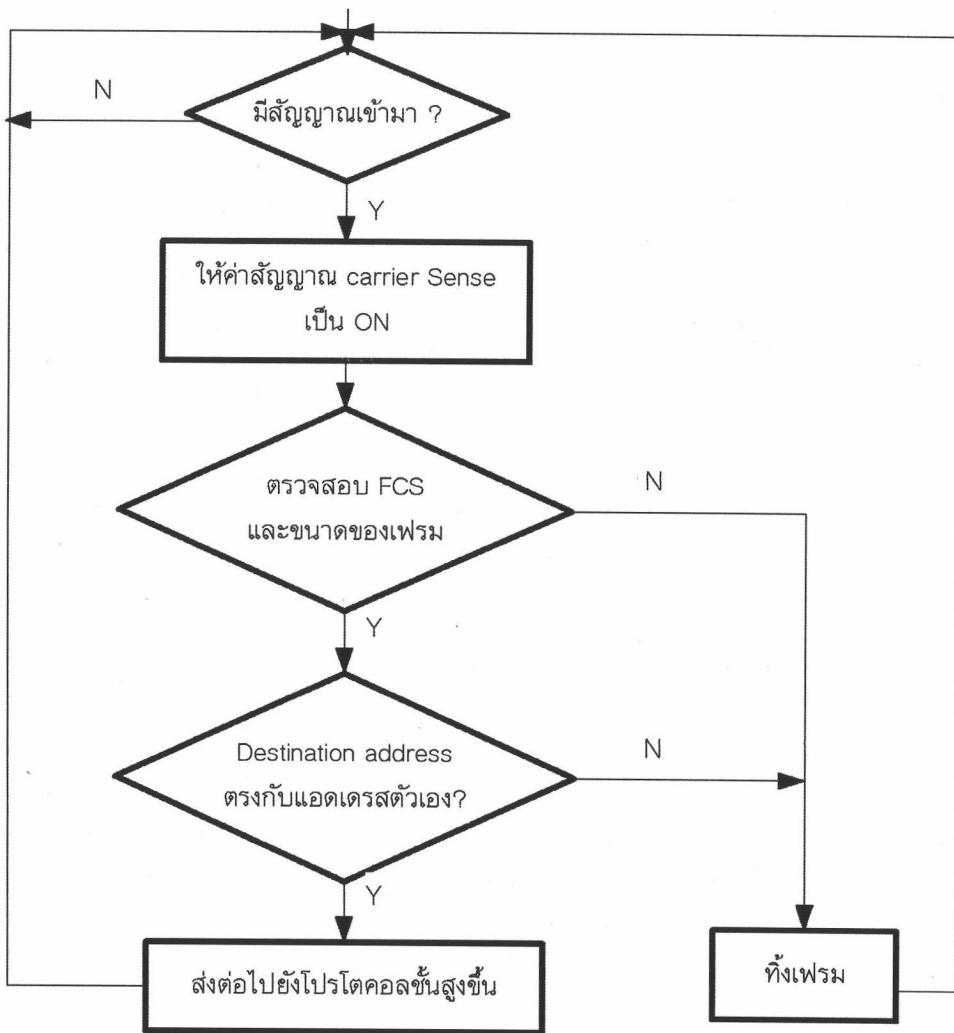 N
มีสัญญาณเข้ามา ?
Y
ให้ค่าสัญญาณ carrier Sense
เป็น ON
ตรวจสอบ FCS
และขนาดของเฟรม
N
Y
Destination address
ตรงกับแอดเดรสตัวเอง?
N
Y
ส่งต่อไปยังโปรโตคอลชั้นสูงขึ้น
ทิ้งเฟรม